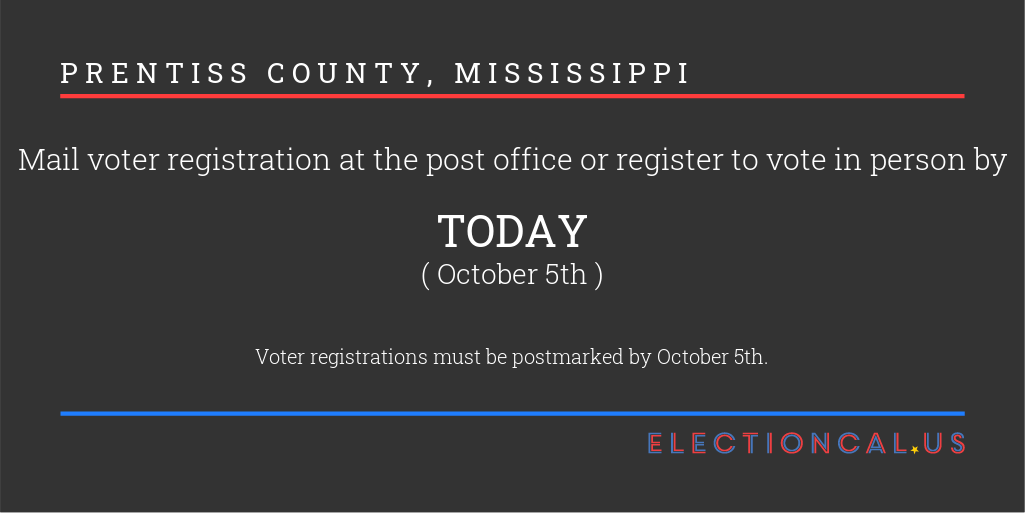 PRENTISS COUNTY, MISSISSIPPI
Mail voter registration at the post office or register to vote in person by
TODAY
( October 5th )
Voter registrations must be postmarked by October 5th.
ELECTIONCAL.US